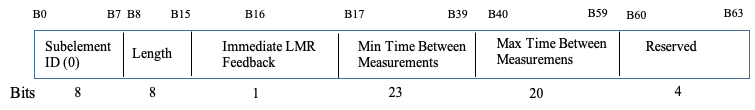 B0 B7 B8 B15 B16 B17 B39 B40 B59 B60 B63
Subelement
ID (0)
Length
Immediate LMR
Feedback
Min Time Between
Measurements
Max Time Between
Measuremens
Reserved
Bits 8 8 1 23 20 4